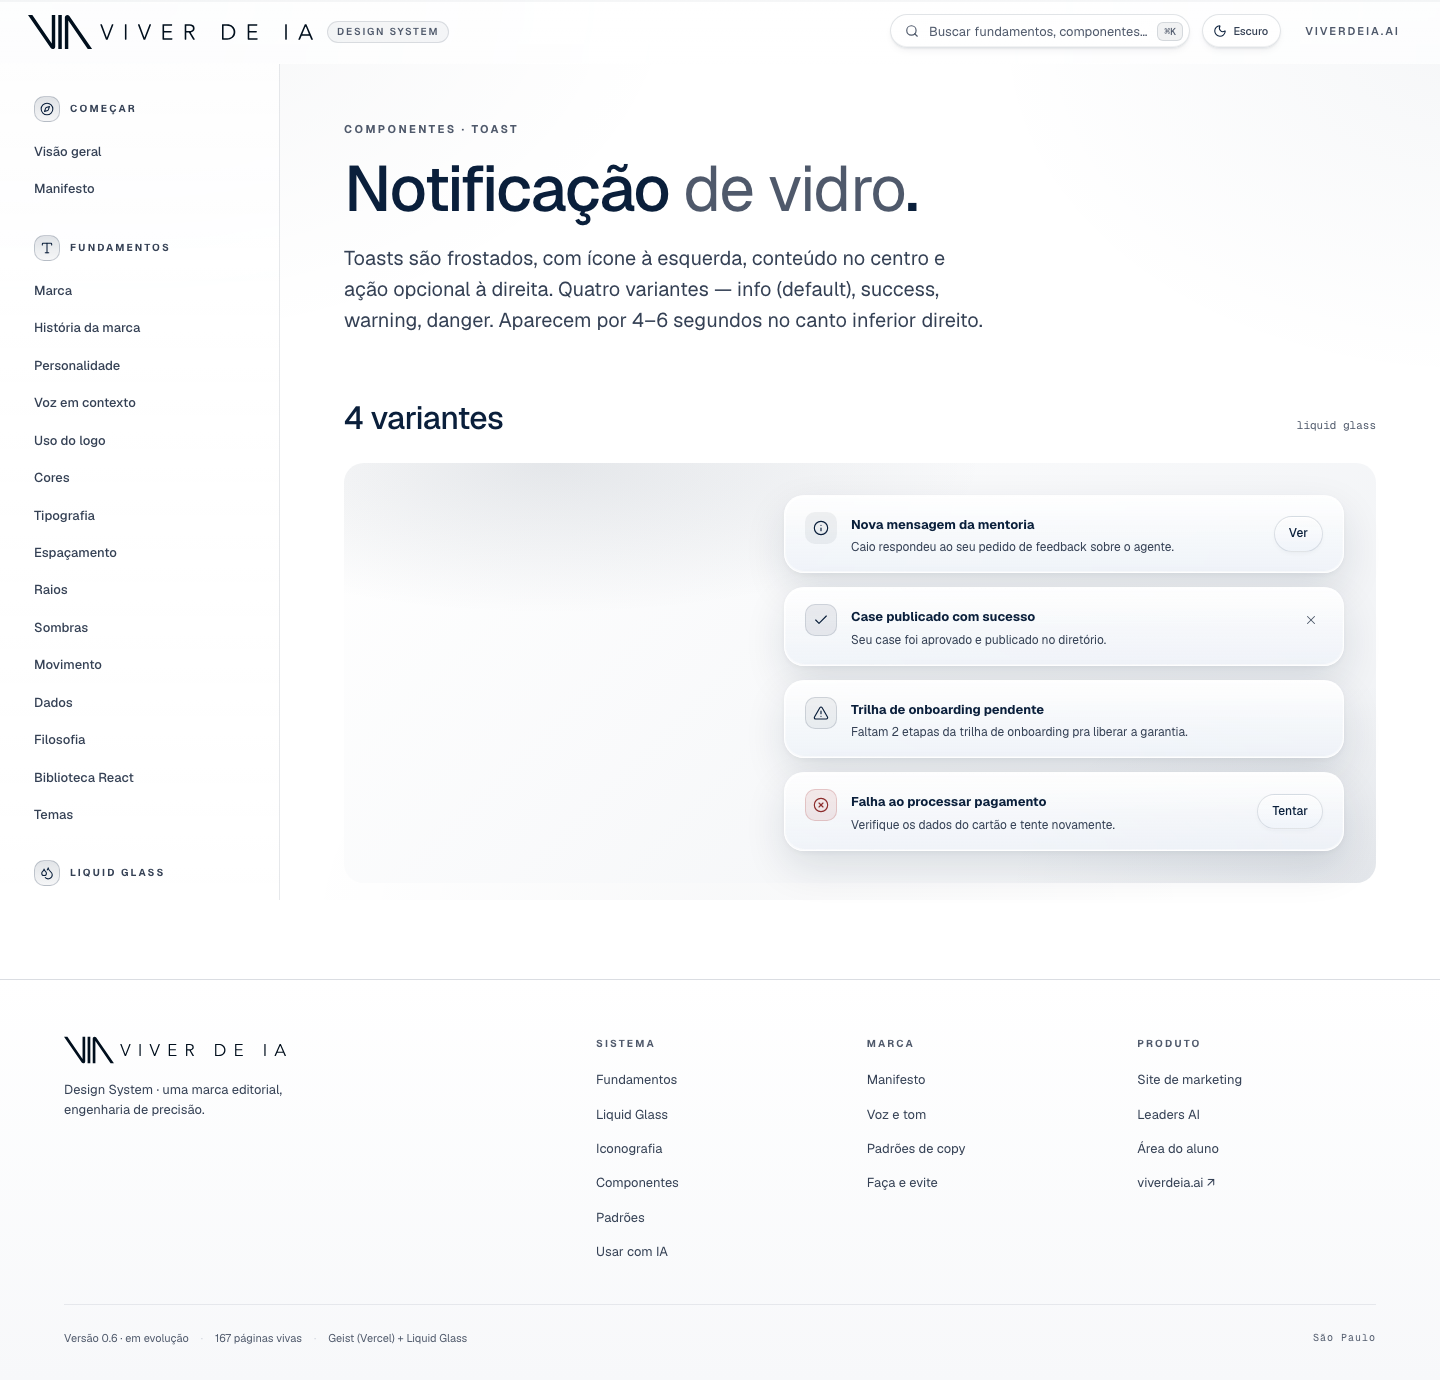 VIVER DE IA DESIGN SYSTEM
Buscar fundamentos, componentes... ⌘K
Escuro
VIVERDEIA.AI
COMEÇAR
Visão geral
Manifesto
FUNDAMENTOS
Marca
História da marca
Personalidade
Voz em contexto
Uso do logo
Cores
Tipografia
Espaçamento
Raios
Sombras
Movimento
Dados
Filosofia
Biblioteca React
Temas
LIQUID GLASS
COMPONENTES · TOAST
Notificação de vidro.
Toasts são frostados, com ícone à esquerda, conteúdo no centro e
ação opcional à direita. Quatro variantes — info (default), success,
warning, danger. Aparecem por 4–6 segundos no canto inferior direito.
4 variantes
liquid glass
Nova mensagem da mentoria
Caio respondeu ao seu pedido de feedback sobre o agente.
Ver
Case publicado com sucesso
Seu case foi aprovado e publicado no diretório.
Trilha de onboarding pendente
Faltam 2 etapas da trilha de onboarding pra liberar a garantia.
Falha ao processar pagamento
Verifique os dados do cartão e tente novamente.
Tentar
VIVER DE IA
Design System · uma marca editorial,
engenharia de precisão.
SISTEMA
Fundamentos
Liquid Glass
Iconografia
Componentes
Padrões
Usar com IA
MARCA
Manifesto
Voz e tom
Padrões de copy
Faça e evite
PRODUTO
Site de marketing
Leaders AI
Área do aluno
viverdeia.ai ↗
Versão 0.6 · em evolução · 167 páginas vivas · Geist (Vercel) + Liquid Glass
São Paulo